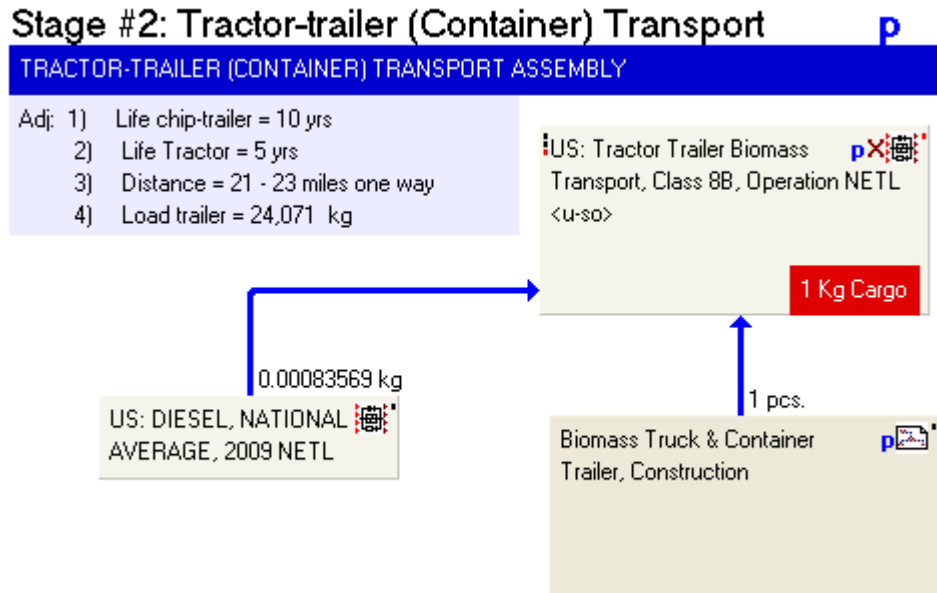 Stage #2: Tractor-trailer (Container) Transport p
TRACTOR-TRAILER (CONTAINER) TRANSPORT ASSEMBLY
Adj: 1) Life chip-trailer = 10 yrs
2) Life Tractor = 5 yrs
3) Distance = 21 - 23 miles one way
4) Load trailer = 24,071 kg
US: Tractor Trailer Biomass pX
Transport, Class 8B, Operation NETL
<u-so>
1 Kg Cargo
0.00083569 kg
US: DIESEL, NATIONAL
AVERAGE, 2009 NETL
1 pcs.
Biomass Truck & Container p
Trailer, Construction